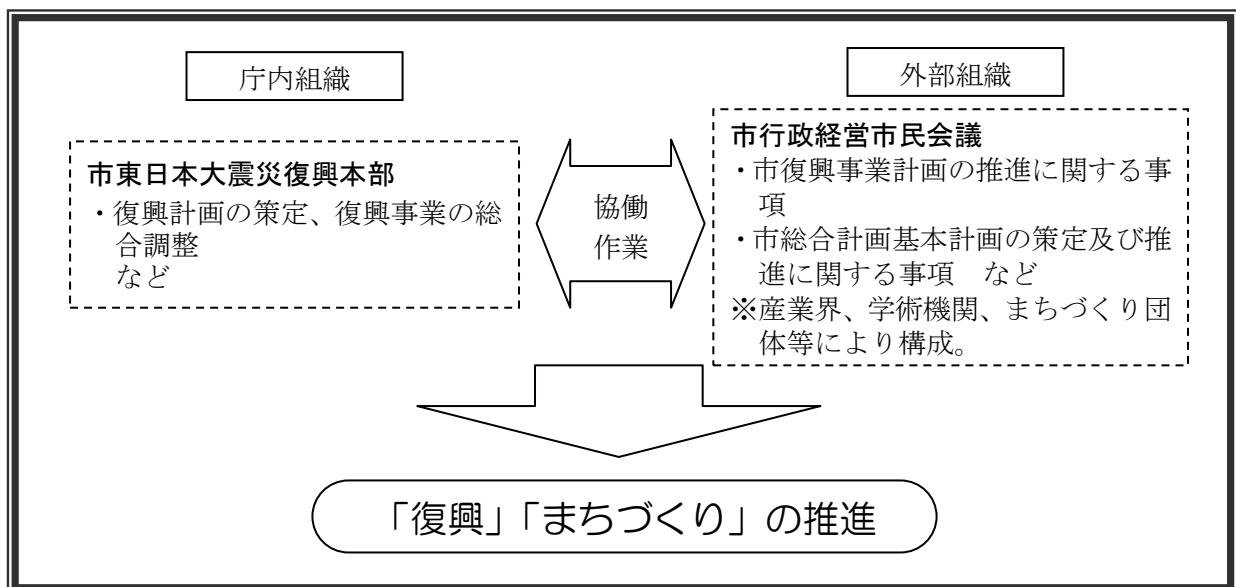 庁内組織
市東日本大震災復興本部
・復興計画の策定、復興事業の総
合調整
など
協働
作業
外部組織
市行政経営市民会議
・市復興事業計画の推進に関する事
項
・市総合計画基本計画の策定及び推
進に関する事項　など
※産業界、学術機関、まちづくり団
体等により構成。
「復興」「まちづくり」の推進